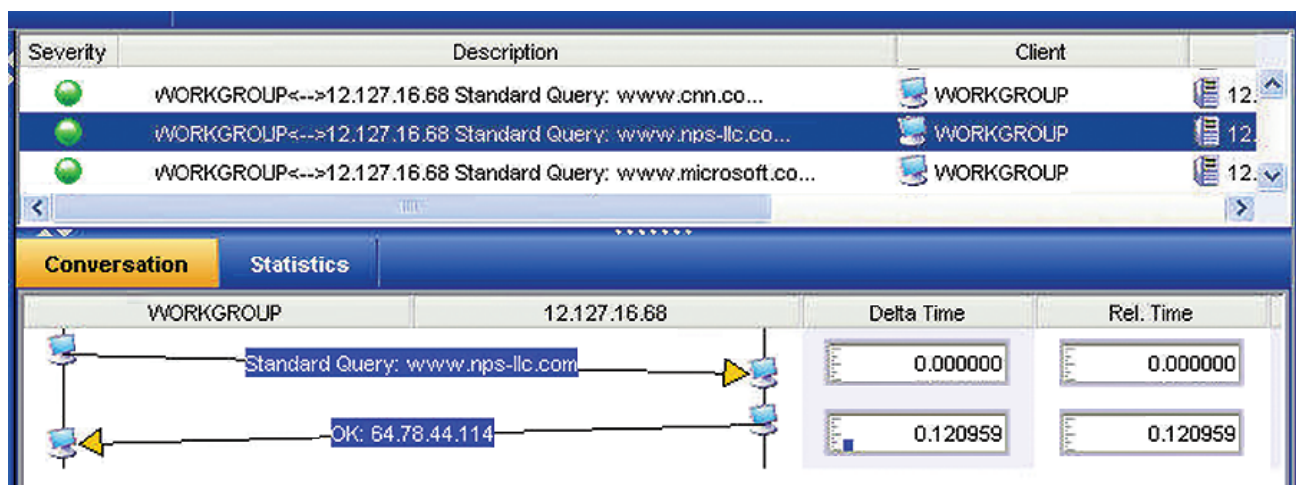 Severity Description Client
WORKGROUP<-->12.127.16.68 Standard Query: www.cnn.co... WORKGROUP 12.
WORKGROUP<-->12.127.16.68 Standard Query: www.nps-llc.co... WORKGROUP 12.
WORKGROUP<-->12.127.16.68 Standard Query: www.microsoft.co... WORKGROUP 12.
Conversation Statistics
WORKGROUP 12.127.16.68 Delta Time Rel. Time
Standard Query: www.nps-llc.com 0.000000 0.000000
OK: 64.78.44.114 0.120959 0.120959